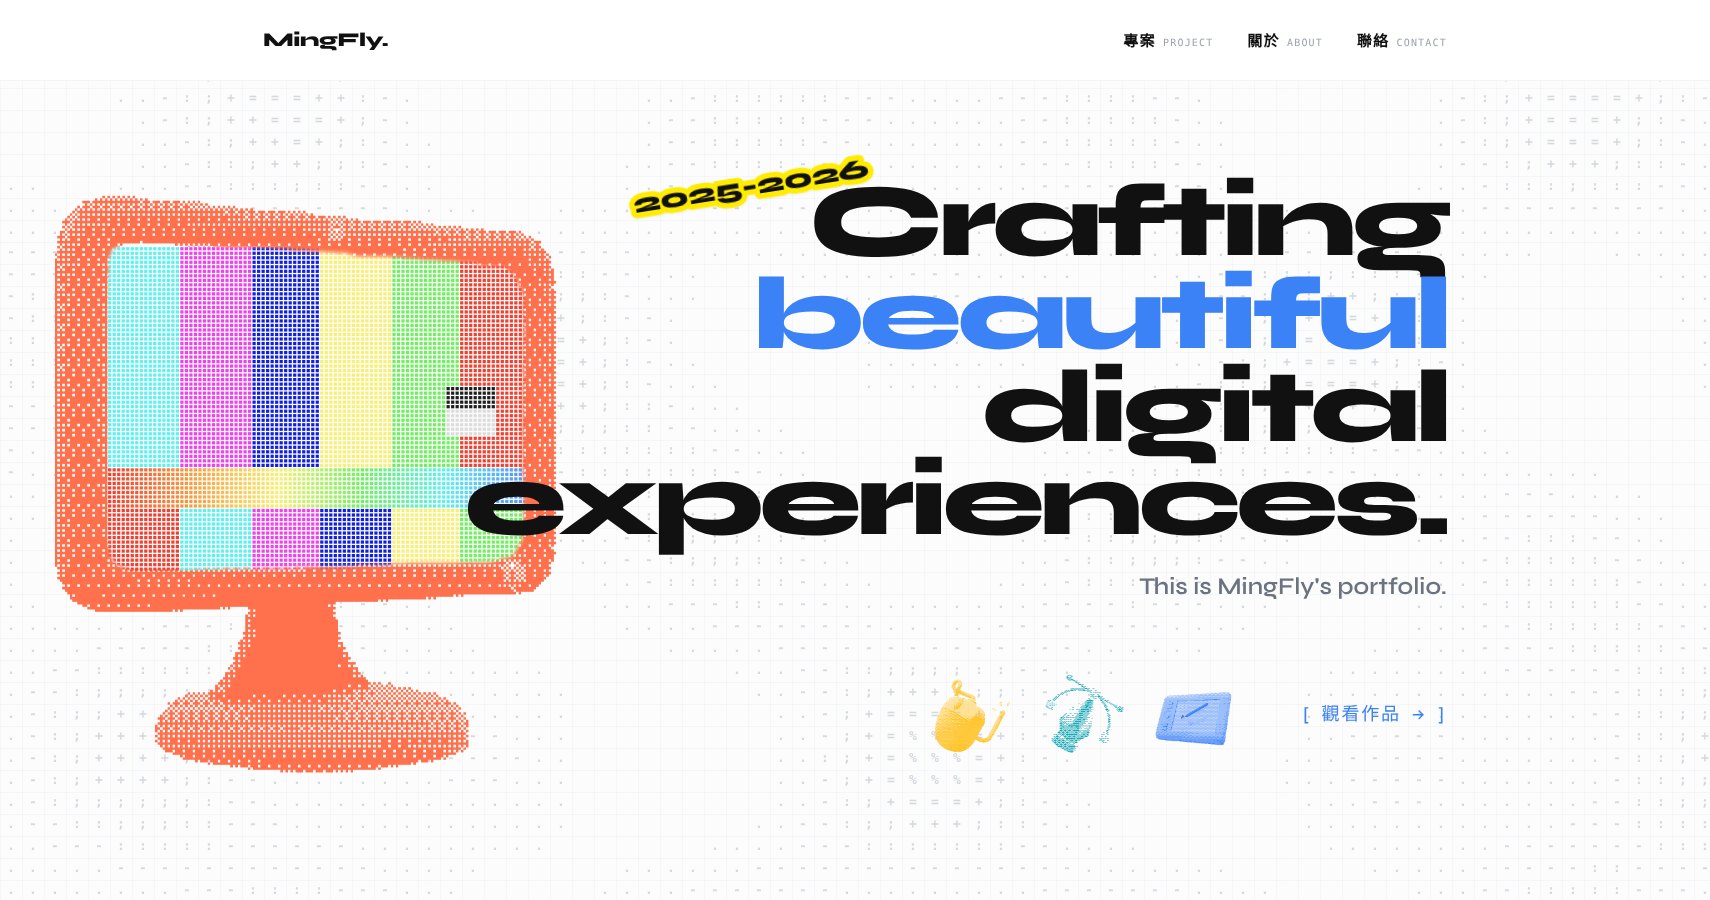 MingFly.
專案 PROJECT
關於 ABOUT
聯絡 CONTACT
2025-2026
Crafting
beautiful
digital
experiences.
This is MingFly's portfolio.
[ 觀看作品 → ]